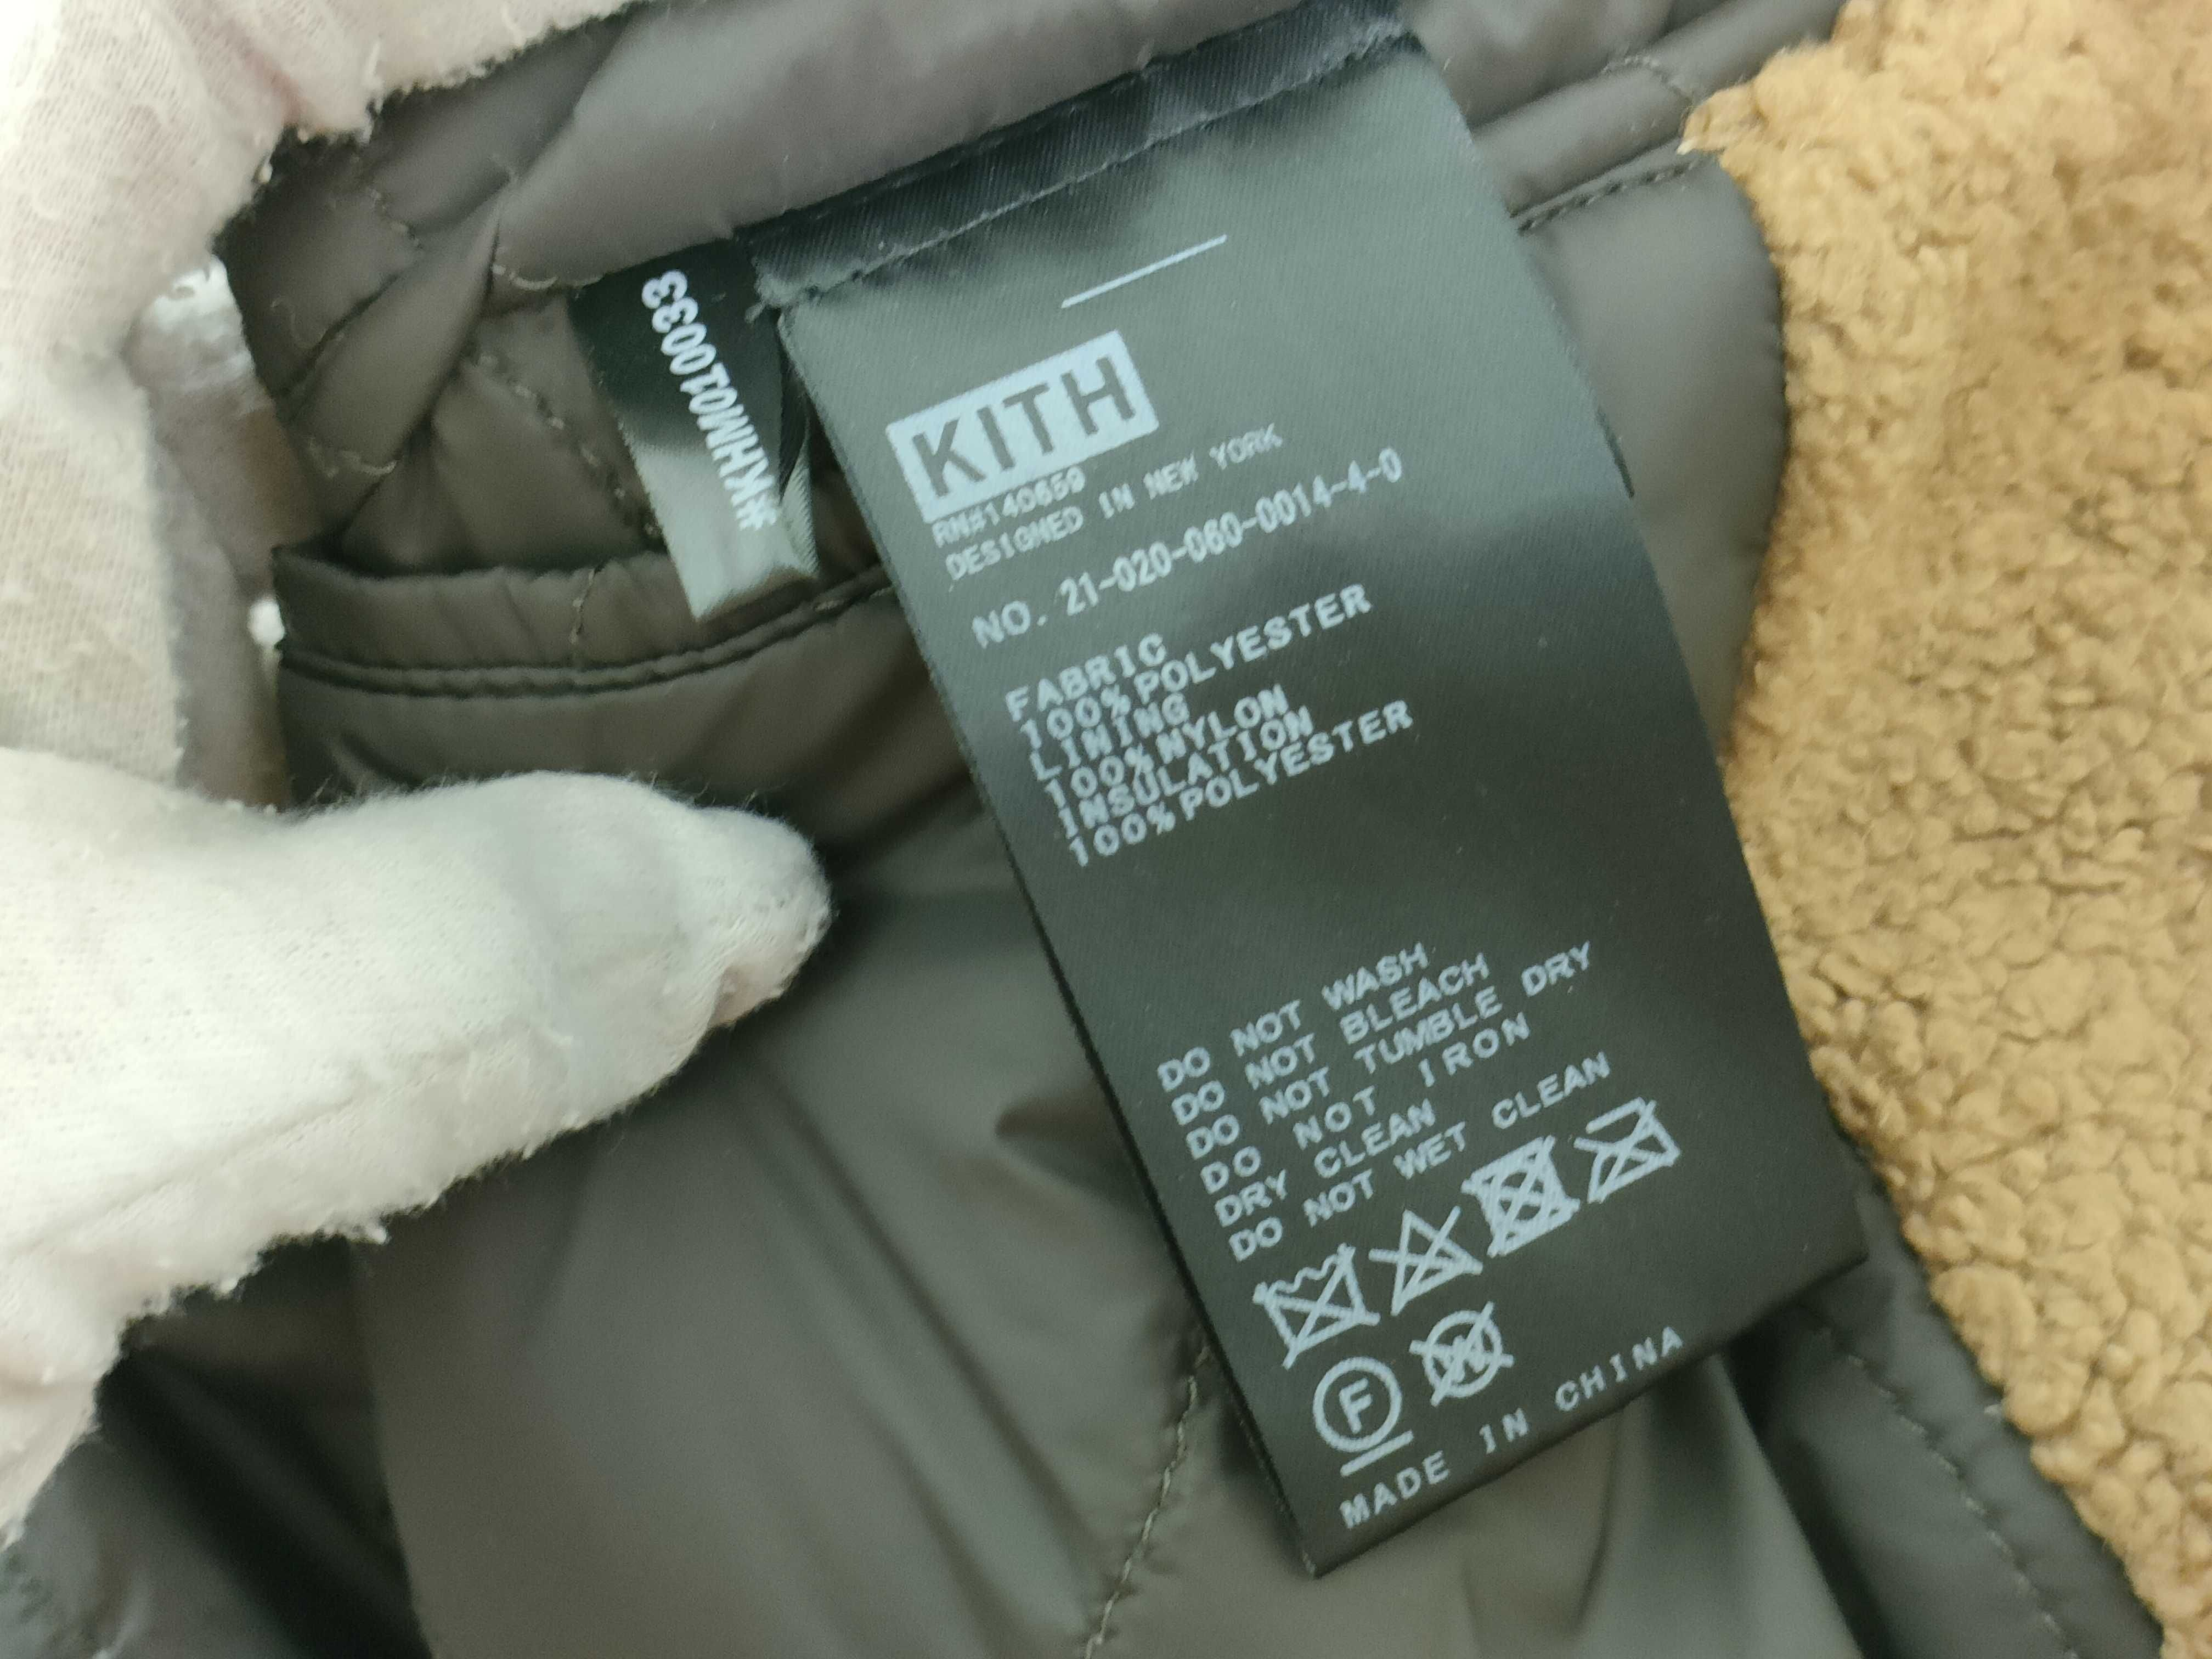 #KHM010033
KITH
RN#140659
DESIGNED IN NEW YORK
NO. 21-020-060-0014-4-0
FABRIC
100%POLYESTER
LINING
100%NYLON
INSULATION
100%POLYESTER
DO NOT WASH
DO NOT BLEACH
DO NOT TUMBLE DRY
DO NOT IRON
DRY CLEAN
DO NOT WET CLEAN
F W
MADE IN CHINA